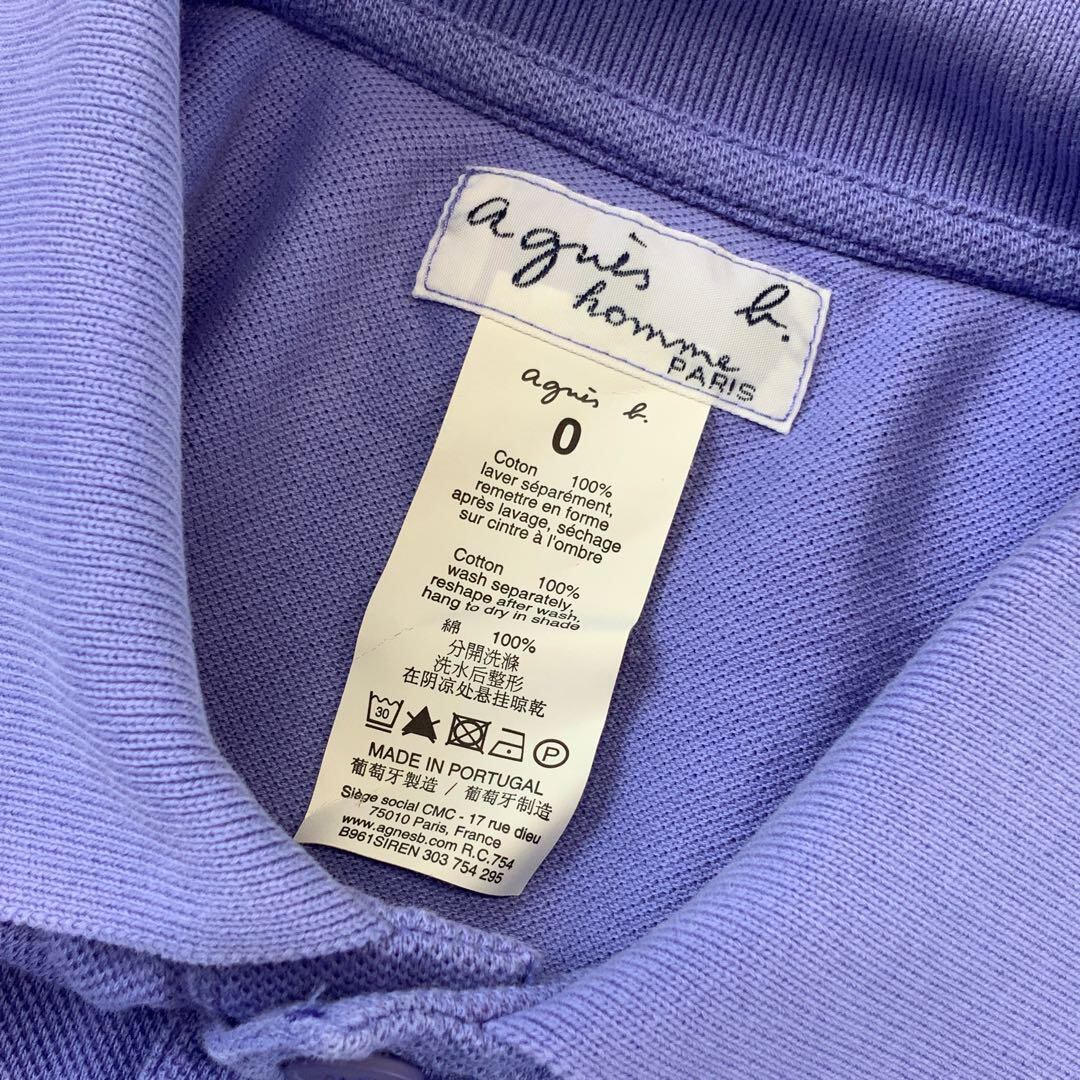 agnès b.
homme
PARIS
agnès b.
0
Coton 100%
laver séparément,
remettre en forme
après lavage, séchage
sur cintre à l'ombre
Cotton 100%
wash separately,
reshape after wash,
hang to dry in shade
綿 100%
分開洗滌
洗水后整形
在阴凉处悬挂晾乾
30 P
MADE IN PORTUGAL
葡萄牙製造 / 葡萄牙制造
Siège social CMC - 17 rue dieu
75010 Paris, France
www.agnesb.com R.C.754
B961SIREN 303 754 295